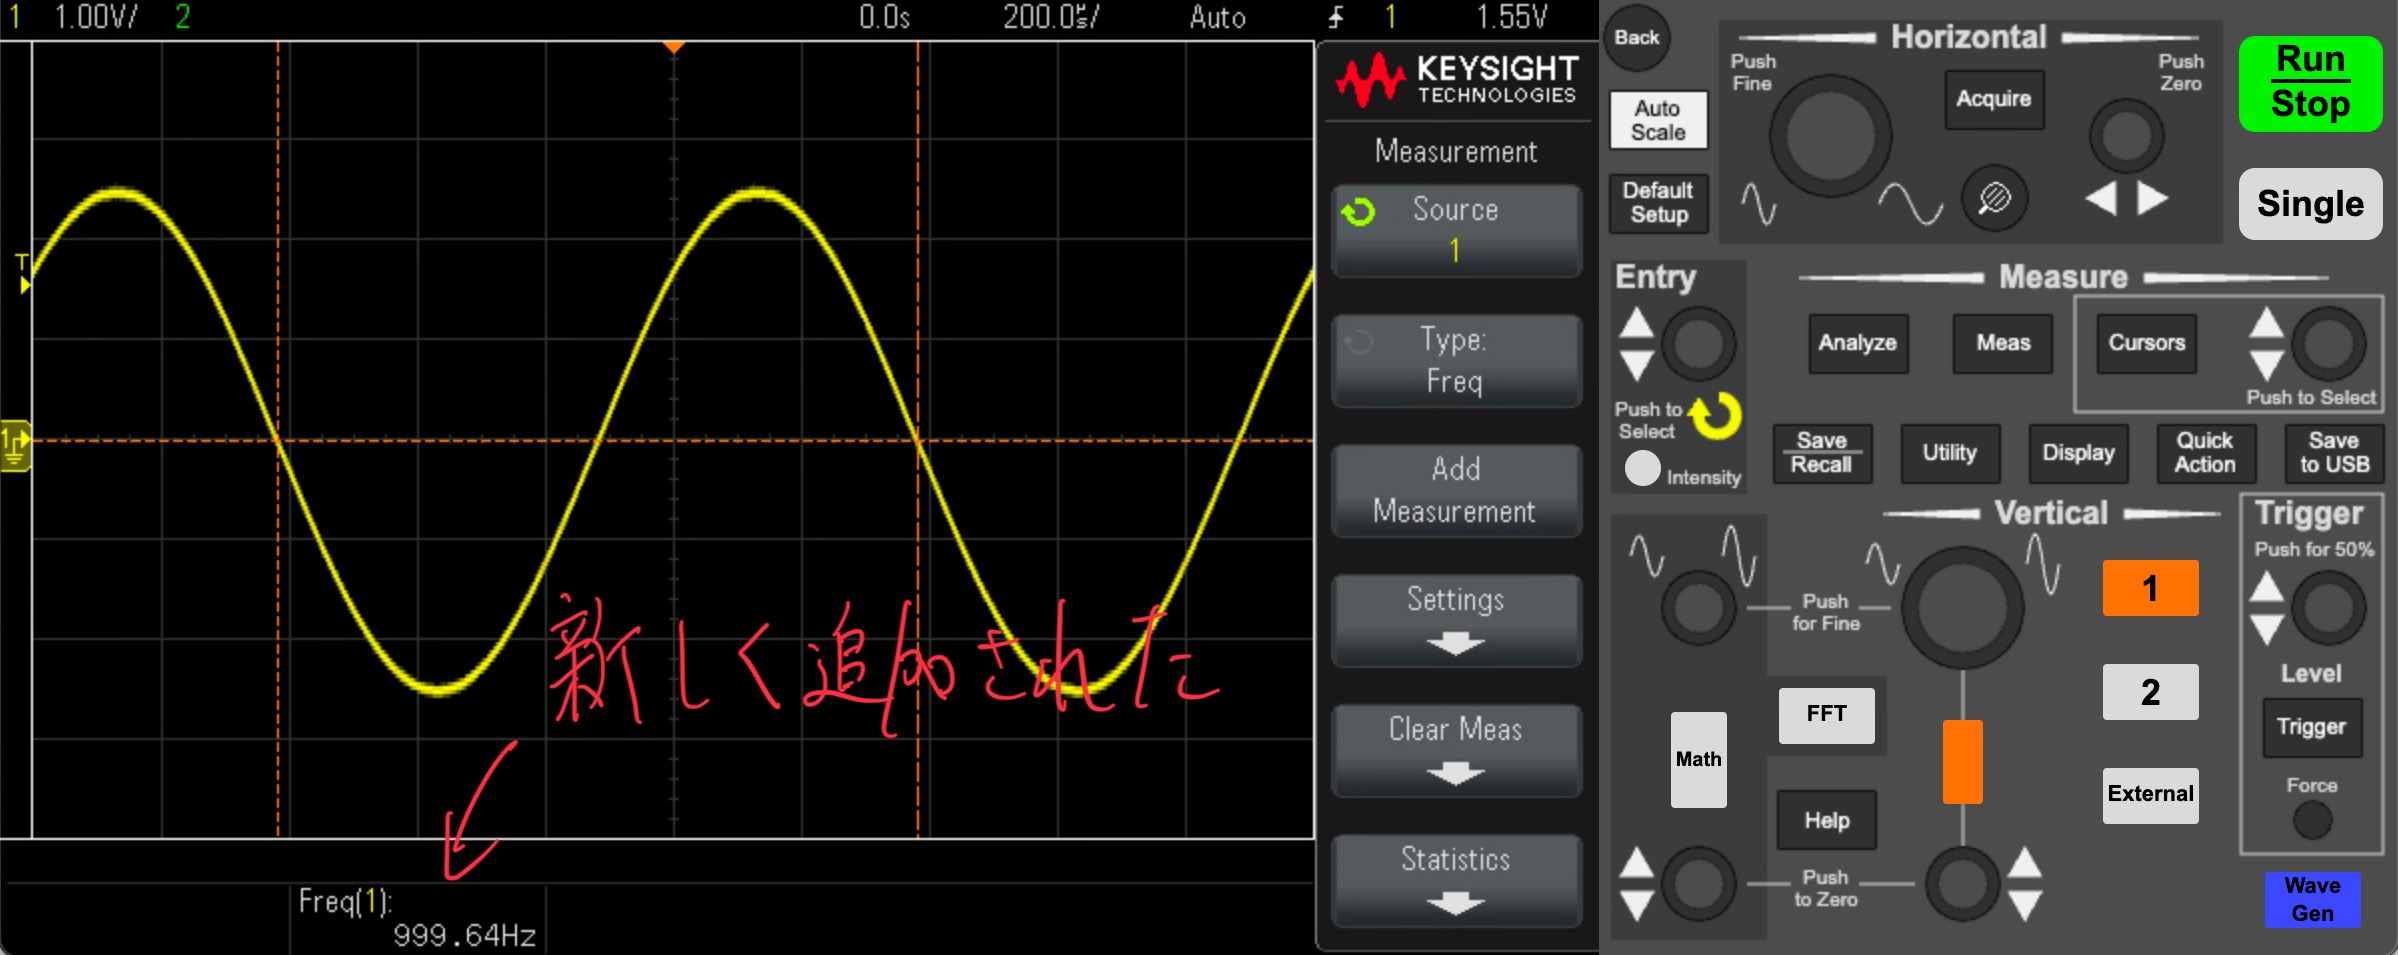 1 1.00V/ 2 0.0s 200.0µs/ Auto 1 1.55V
KEYSIGHT
TECHNOLOGIES
Measurement
Source
1
Type:
Freq
Add
Measurement
Settings
Clear Meas
Statistics
T
1
新しく追加された
Freq(1):
999.64Hz
Back
Horizontal
Push
Fine
Push
Zero
Acquire
Run
Stop
Auto
Scale
Default
Setup
Single
Entry
Measure
Analyze
Meas
Cursors
Push to Select
Push to
Select
Intensity
Save
Recall
Utility
Display
Quick
Action
Save
to USB
Vertical
Trigger
Push for 50%
Push
for Fine
1
2
External
Level
Trigger
Force
FFT
Math
Help
Push
to Zero
Wave
Gen